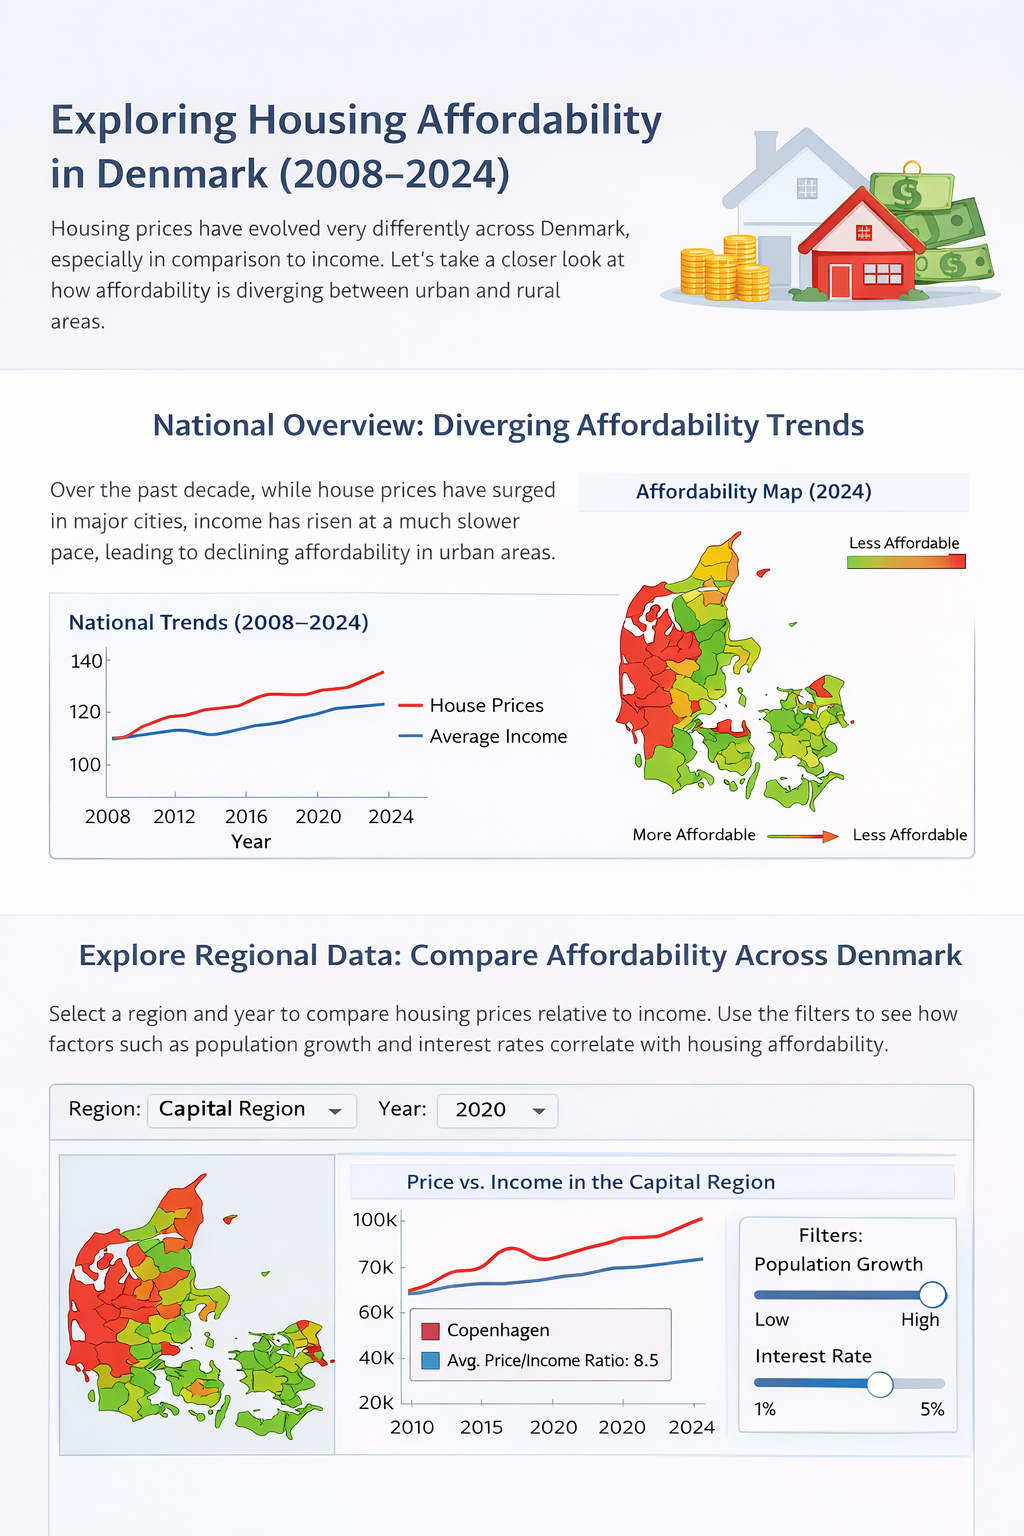 Exploring Housing Affordability
in Denmark (2008–2024)
Housing prices have evolved very differently across Denmark,
especially in comparison to income. Let's take a closer look at
how affordability is diverging between urban and rural
areas.
National Overview: Diverging Affordability Trends
Over the past decade, while house prices have surged
in major cities, income has risen at a much slower
pace, leading to declining affordability in urban areas.
Affordability Map (2024)
Less Affordable
National Trends (2008–2024)
140
120
100
House Prices
Average Income
2008 2012 2016 2020 2024
Year
More Affordable Less Affordable
Explore Regional Data: Compare Affordability Across Denmark
Select a region and year to compare housing prices relative to income. Use the filters to see how
factors such as population growth and interest rates correlate with housing affordability.
Region: Capital Region Year: 2020
Price vs. Income in the Capital Region
100K
70K
60K
40K
20K
Copenhagen
Avg. Price/Income Ratio: 8.5
2010 2015 2020 2020 2024
Filters:
Population Growth
Low High
Interest Rate
1% 5%